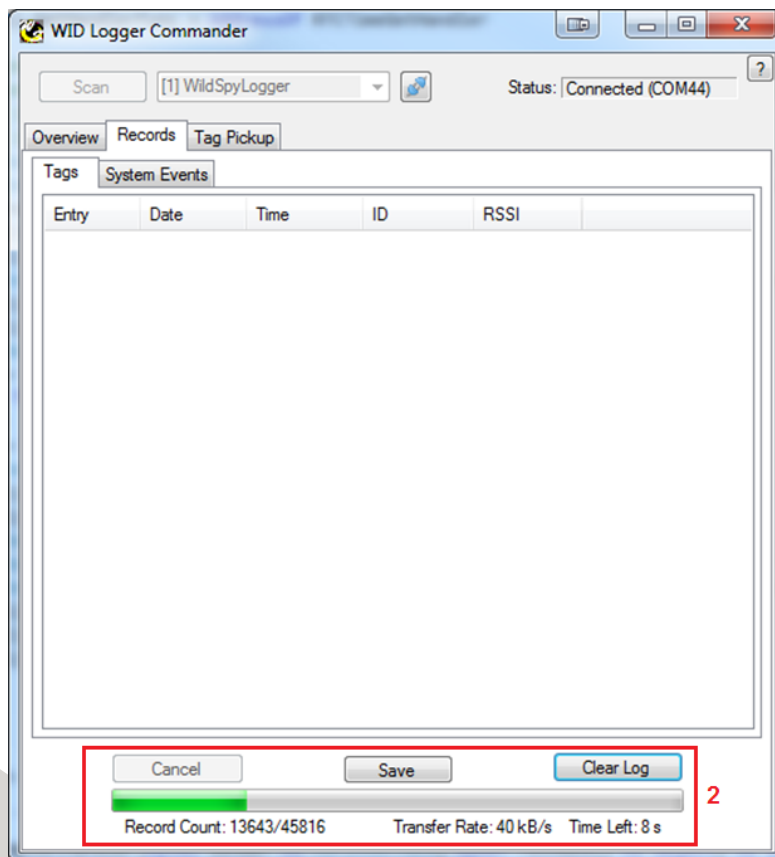 WID Logger Commander
?
Scan [1] WildSpyLogger Status: Connected (COM44)
Overview Records Tag Pickup
Tags System Events
Entry Date Time ID RSSI
Cancel Save Clear Log
2
Record Count: 13643/45816 Transfer Rate: 40 kB/s Time Left: 8 s